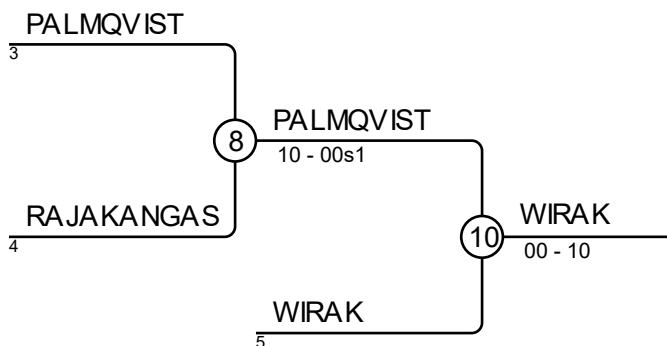 PALMQVIST
3
8
PALMQVIST
10 - 00s1
RAJAKANGAS
4
10
WIRAK
00 - 10
WIRAK
5